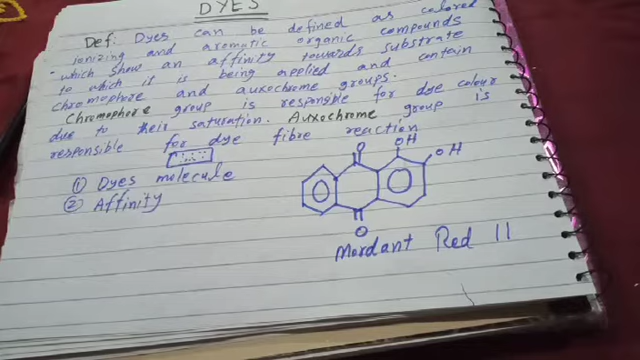 DYES
Def: Dyes can be defined as colored
ionizing and aromatic organic compounds
which show an affinity towards substrate
to which it is being applied and contain
chromophore and auxochrome groups.
Chromophore group is responsible for dye colour
due to their saturation. Auxochrome group is
responsible for dye fibre reaction
① Dyes molecule
② Affinity
O
OH
OH
O
Mordant Red 11